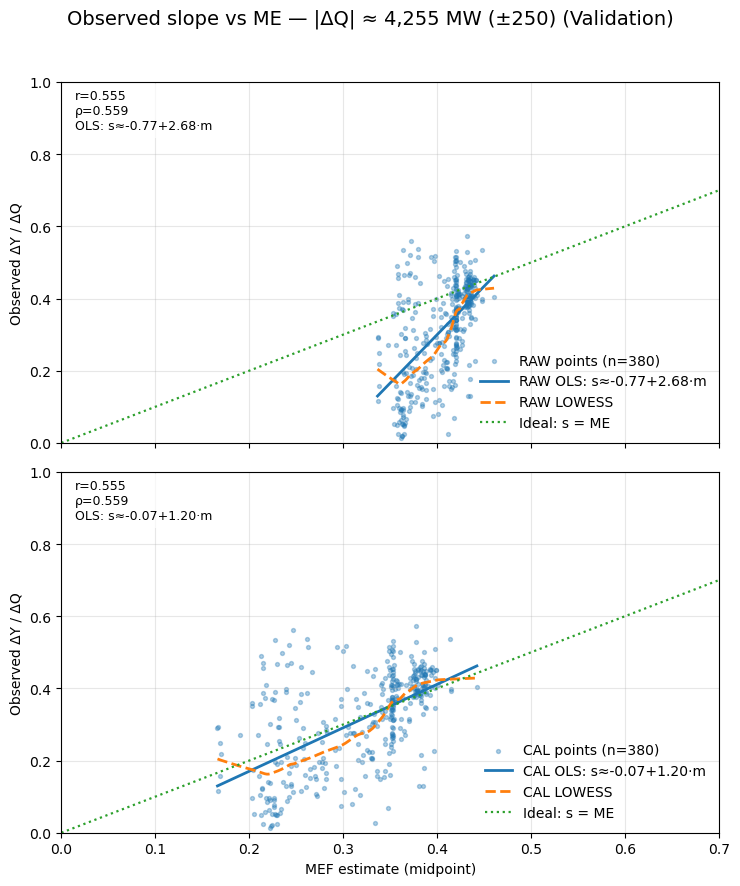 Observed slope vs ME — |ΔQ| ≈ 4,255 MW (±250) (Validation)
1.0
0.8
0.6
0.4
0.2
0.0
Observed ΔY / ΔQ
r=0.555
ρ=0.559
OLS: s≈-0.77+2.68·m
RAW points (n=380)
RAW OLS: s≈-0.77+2.68·m
RAW LOWESS
Ideal: s = ME
1.0
0.8
0.6
0.4
0.2
0.0
Observed ΔY / ΔQ
r=0.555
ρ=0.559
OLS: s≈-0.07+1.20·m
CAL points (n=380)
CAL OLS: s≈-0.07+1.20·m
CAL LOWESS
Ideal: s = ME
0.0 0.1 0.2 0.3 0.4 0.5 0.6 0.7
MEF estimate (midpoint)